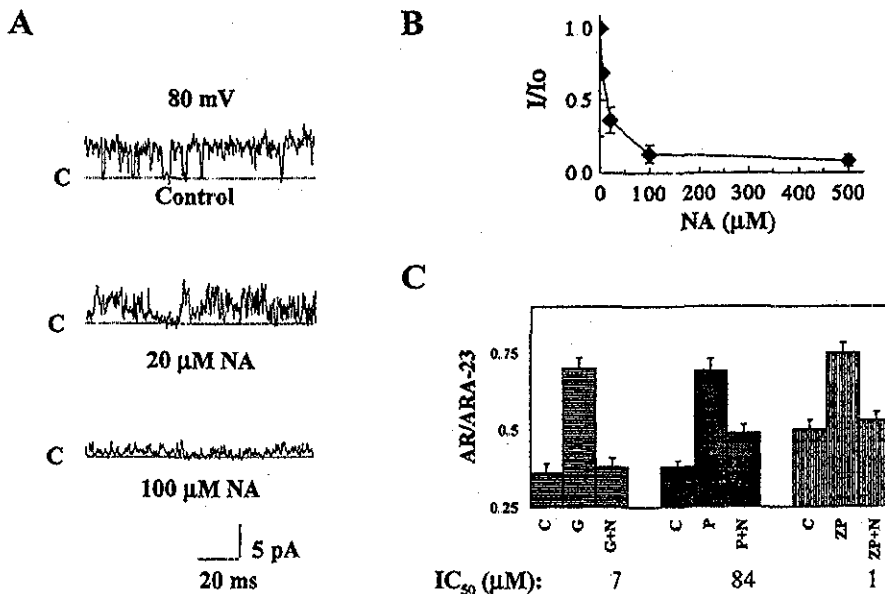 A
80 mV
C
Control
C
20 µM NA
C
100 µM NA
5 pA
20 ms
B
I/Io
1.0
0.5
0.0
0 100 200 300 400 500
NA (µM)
C
AR/ARA-23
0.75
0.5
0.25
C G G+N C P P+N C ZP ZP+N
IC50 (µM): 7 84 1